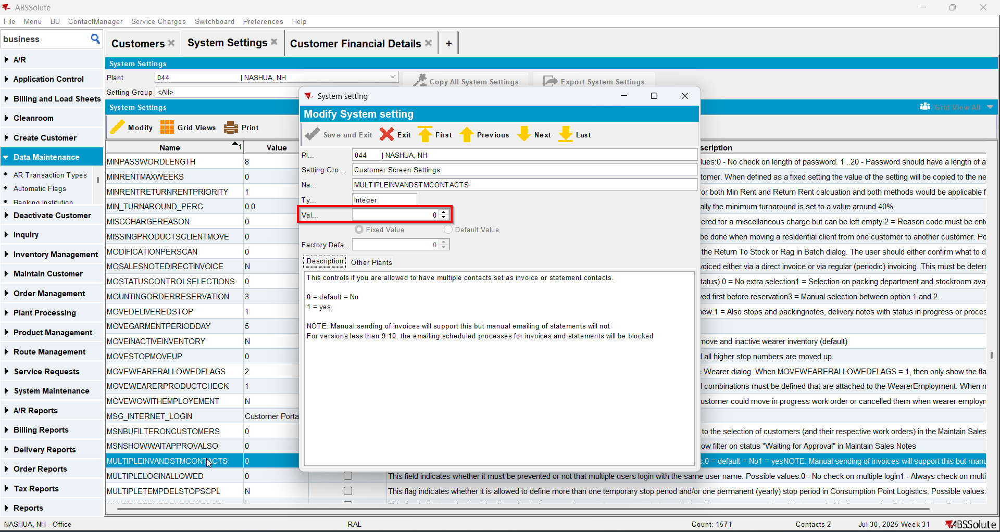 ABSSolute
File Menu BU ContactManager Service Charges Switchboard Preferences Help
business
Customers System Settings Customer Financial Details +
A/R
Application Control
Billing and Load Sheets
Cleanroom
Create Customer
Data Maintenance
AR Transaction Types
Automatic Flags
Banking Institution
Deactivate Customer
Inquiry
Inventory Management
Maintain Customer
Order Management
Plant Processing
Product Management
Route Management
Service Requests
System Maintenance
A/R Reports
Billing Reports
Delivery Reports
Order Reports
Tax Reports
Reports
System Settings
Plant 044 | NASHUA, NH Copy All System Settings Export System Settings
Setting Group <All>
System Settings Grid View All
Modify Grid Views Print
Name 1 Value scription
MINPASSWORDLENGTH 8 lues:0 - No check on length of password. 1 ..20 - Password should have a length of a
MINRENTMAXWEEKS 0 tomer. When defined as a fixed setting the value of the setting will be copied to the ne
MINRENTRETURNRENTPRIORITY 1 or both Min Rent and Return Rent calcuation and both methods would be applicable f
MIN_TURNAROUND_PERC 0.0 ally the minimum turnaround is set to a value around 40%
MISCCHARGEREASON 0 ered for a miscellaneous charge but can be left empty.2 = Reason code must be ent
MISSINGPRODUCTSCLIENTMOVE 0 be done when moving a residential client from one customer to another customer. Po
MODIFICATIONPERSCAN 0 the Return To Stock or Rag in Batch dialog. The user should either confirm what to d
MOSALESNOTEDIRECTINVOICE N voiced either via a direct invoice or via regular (periodic) invoicing. This must be deter
MOSTATUSCONTROLSELECTIONS 0 tatus).0 = No extra selection1 = Selection on packing department and stockroom ava
MOUNTINGORDERRESERVATION 3 ved first before reservation3 = Manual selection between option 1 and 2.
MOVEDELIVEREDSTOP 1 ew.1 = Also stops and packingnotes, delivery notes with status in progress or proces
MOVEGARMENTPERIODDAY 5
MOVEINACTIVEINVENTORY N move and inactive wearer inventory (default)
MOVESTOPMOVEUP 0 all higher stop numbers are moved up.
MOVEWEARERALLOWEDFLAGS 2 Wearer dialog. When MOVEWEARERALLOWEDFLAGS = 1, then only show the fla
MOVEWEARERPRODUCTCHECK 1 combinations must be defined that are attached to the WearerEmployment. When n
MOVEWOWITHEMPLOYEMENT N ustomer could move in progress work order or cancelled them when wearer employn
MSG_INTERNET_LOGIN Customer Porta
MSNBUFILTERONCUSTOMERS 0 to the selection of customers (and their respective work orders) in the Maintain Sales
MSNSHOWWAITAPPROVALSO 0 ow filter on status "Waiting for Approval" in Maintain Sales Notes
MULTIPLEINVANDSTMCONTACTS 0 s.0 = default = No1 = yesNOTE: Manual sending of invoices will support this but manu
MULTIPLELOGINALLOWED 0 This field indicates whether it must be prevented or not that multiple users login with the same user name. Possible values:0 - No check on multiple login1 - Always check on multi
MULTIPLETEMPDELSTOPSCPL N This flag indicates whether it is allowed to define more than one temporary stop period and/or one permanent (yearly) stop period in Consumption Point Logistics. Possible values:
System setting
Modify System setting
Save and Exit Exit First Previous Next Last
Pl... 044 | NASHUA, NH
Setting Gro... Customer Screen Settings
Na... MULTIPLEINVANDSTMCONTACTS
Ty... Integer
Val... 0
Fixed Value Default Value
Factory Defa... 0
Description Other Plants
This controls if you are allowed to have multiple contacts set as invoice or statement contacts.
0 = default = No
1 = yes
NOTE: Manual sending of invoices will support this but manual emailing of statements will not
For versions less than 9.10. the emailing scheduled processes for invoices and statements will be blocked
NASHUA, NH - Office RAL Count: 1571 Contacts 2 Jul 30, 2025 Week 31 ABSSolute